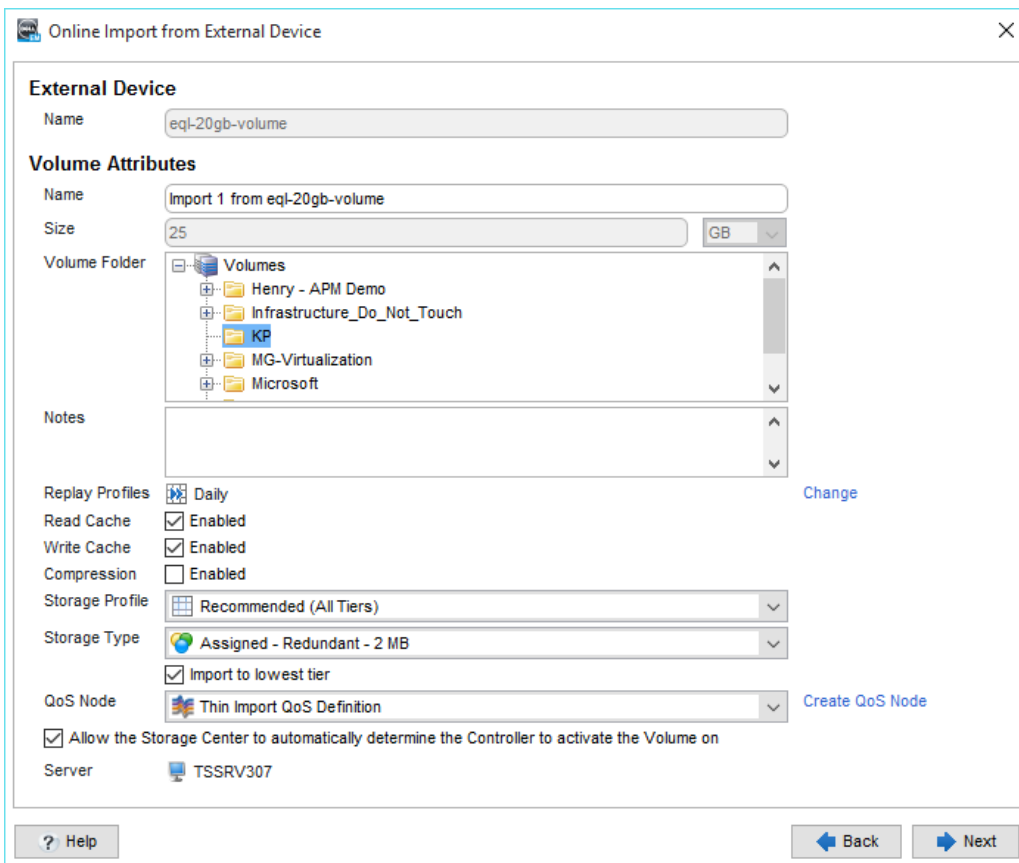 Online Import from External Device
External Device
Name eql-20gb-volume
Volume Attributes
Name Import 1 from eql-20gb-volume
Size 25 GB
Volume Folder Volumes
Henry - APM Demo
Infrastructure_Do_Not_Touch
KP
MG-Virtualization
Microsoft
Notes
Replay Profiles Daily Change
Read Cache Enabled
Write Cache Enabled
Compression Enabled
Storage Profile Recommended (All Tiers)
Storage Type Assigned - Redundant - 2 MB
Import to lowest tier
QoS Node Thin Import QoS Definition Create QoS Node
Allow the Storage Center to automatically determine the Controller to activate the Volume on
Server TSSRV307
? Help Back Next